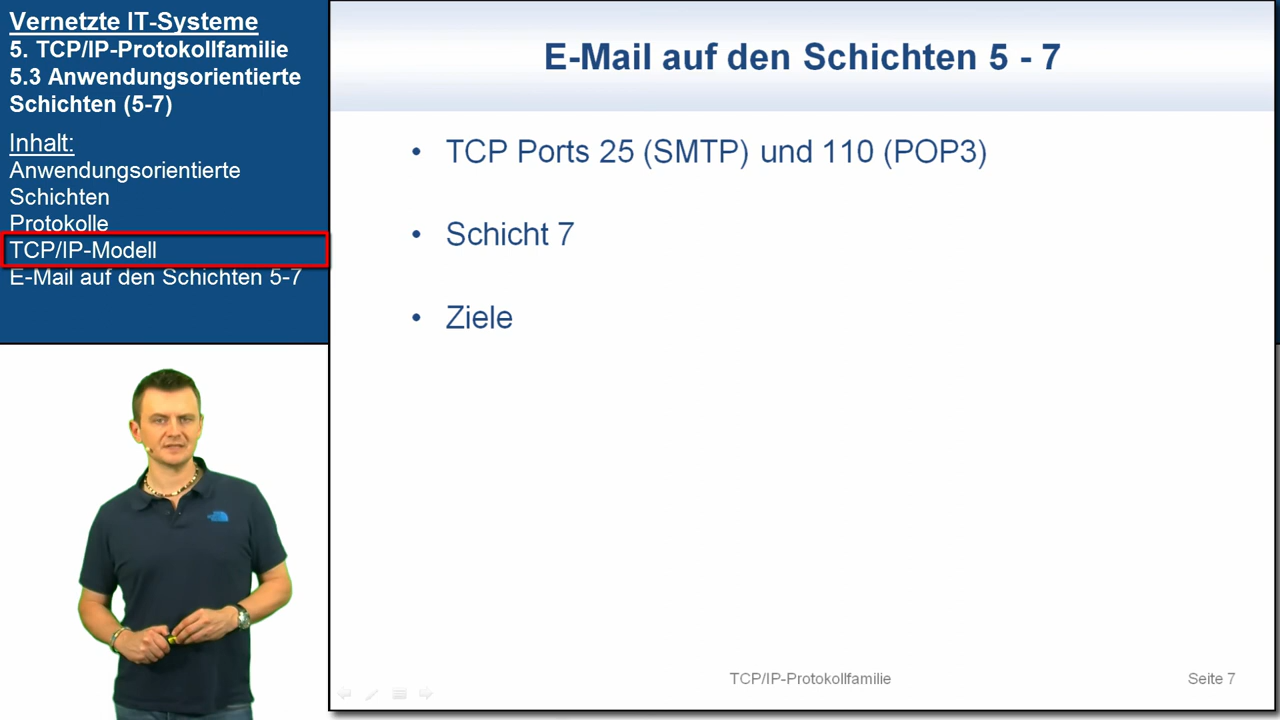 Vernetzte IT-Systeme
5. TCP/IP-Protokollfamilie
5.3 Anwendungsorientierte
Schichten (5-7)
Inhalt:
Anwendungsorientierte
Schichten
Protokolle
TCP/IP-Modell
E-Mail auf den Schichten 5-7
E-Mail auf den Schichten 5 - 7
• TCP Ports 25 (SMTP) und 110 (POP3)
• Schicht 7
• Ziele
TCP/IP-Protokollfamilie
Seite 7